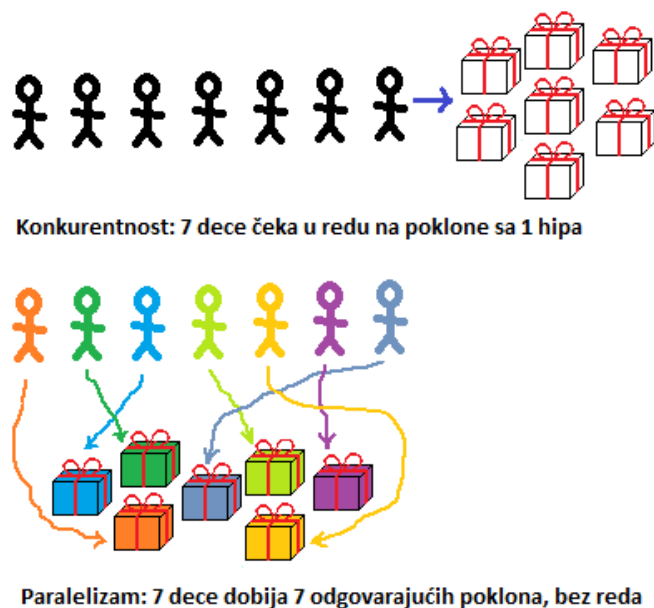 Konkurentnost: 7 dece čeka u redu na poklone sa 1 hipa
Paralelizam: 7 dece dobija 7 odgovarajućih poklona, bez reda